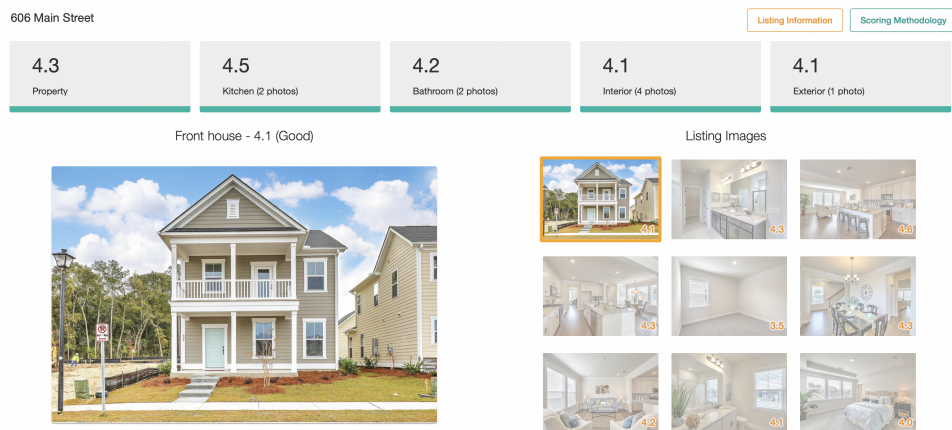 606 Main Street
Listing Information
Scoring Methodology
4.3
Property
4.5
Kitchen (2 photos)
4.2
Bathroom (2 photos)
4.1
Interior (4 photos)
4.1
Exterior (1 photo)
Front house - 4.1 (Good)
Listing Images
4.1
4.3
4.6
4.3
3.5
4.3
4.2
4.1
4.0